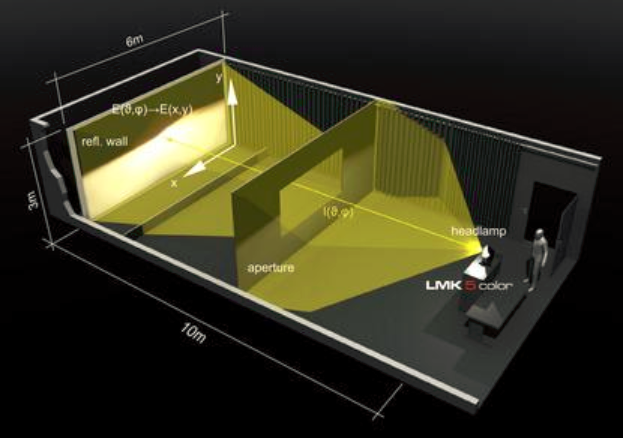 6m
y
E(ϑ,φ)→E(x,y)
refl. wall
3m
x
I(ϑ,φ)
headlamp
aperture
LMK 5 color
10m